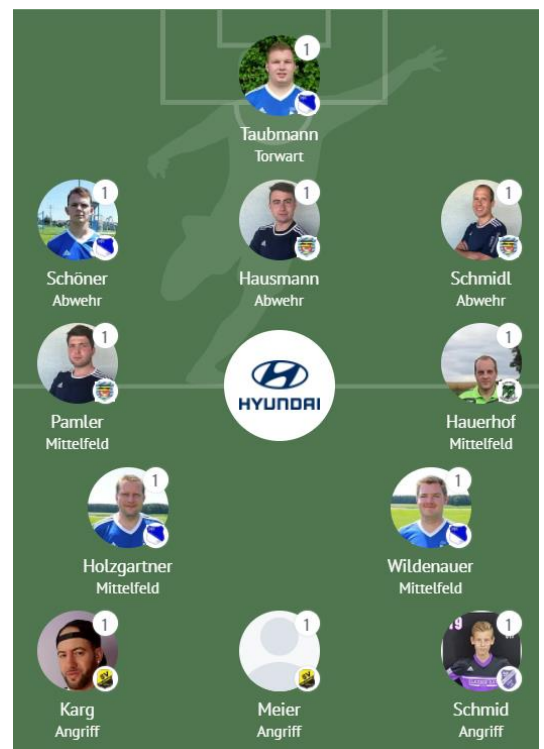 1
Taubmann
Torwart
1 1 1
Schöner Hausmann Schmidl
Abwehr Abwehr Abwehr
1 1
HYUNDAI
Pamler Hauerhof
Mittelfeld Mittelfeld
1 1
Holzgartner Wildenauer
Mittelfeld Mittelfeld
1 1 19 1
Karg Meier Schmid
Angriff Angriff Angriff